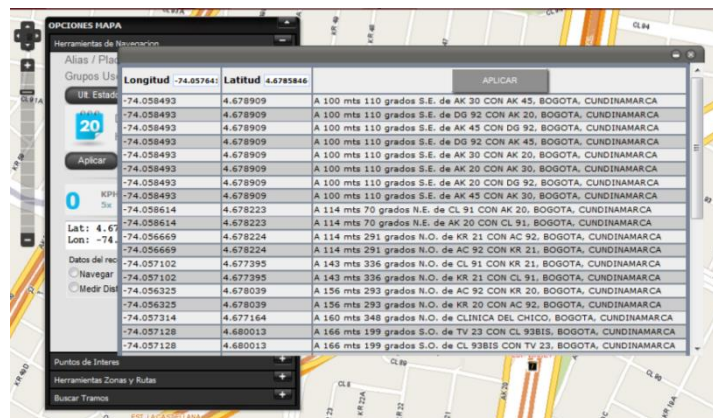 OPCIONES MAPA
Herramientas de Navegacion
Alias / Plac
Grupos Us
Ult. Estado
20
Aplicar
0 KPH
5x
Lat: 4.67
Lon: -74.
Datos del rec
Navegar
Medir Dist
Puntos de Interes
Herramientas Zonas y Rutas
Buscar Tramos
Longitud -74.05764 Latitud 4.6785846 APLICAR
-74.058493 4.678909 A 100 mts 110 grados S.E. de AK 30 CON AK 45, BOGOTA, CUNDINAMARCA
-74.058493 4.678909 A 100 mts 110 grados S.E. de DG 92 CON AK 20, BOGOTA, CUNDINAMARCA
-74.058493 4.678909 A 100 mts 110 grados S.E. de AK 45 CON DG 92, BOGOTA, CUNDINAMARCA
-74.058493 4.678909 A 100 mts 110 grados S.E. de DG 92 CON AK 45, BOGOTA, CUNDINAMARCA
-74.058493 4.678909 A 100 mts 110 grados S.E. de AK 30 CON AK 20, BOGOTA, CUNDINAMARCA
-74.058493 4.678909 A 100 mts 110 grados S.E. de AK 20 CON AK 30, BOGOTA, CUNDINAMARCA
-74.058493 4.678909 A 100 mts 110 grados S.E. de AK 20 CON DG 92, BOGOTA, CUNDINAMARCA
-74.058493 4.678909 A 100 mts 110 grados S.E. de AK 45 CON AK 30, BOGOTA, CUNDINAMARCA
-74.058614 4.678223 A 114 mts 70 grados N.E. de CL 91 CON AK 20, BOGOTA, CUNDINAMARCA
-74.058614 4.678223 A 114 mts 70 grados N.E. de AK 20 CON CL 91, BOGOTA, CUNDINAMARCA
-74.056669 4.678224 A 114 mts 291 grados N.O. de KR 21 CON AC 92, BOGOTA, CUNDINAMARCA
-74.056669 4.678224 A 114 mts 291 grados N.O. de AC 92 CON KR 21, BOGOTA, CUNDINAMARCA
-74.057102 4.677395 A 143 mts 336 grados N.O. de CL 91 CON KR 21, BOGOTA, CUNDINAMARCA
-74.057102 4.677395 A 143 mts 336 grados N.O. de KR 21 CON CL 91, BOGOTA, CUNDINAMARCA
-74.056325 4.678039 A 156 mts 293 grados N.O. de AC 92 CON KR 20, BOGOTA, CUNDINAMARCA
-74.056325 4.678039 A 156 mts 293 grados N.O. de KR 20 CON AC 92, BOGOTA, CUNDINAMARCA
-74.057314 4.677164 A 160 mts 348 grados N.O. de CLINICA DEL CHICO, BOGOTA, CUNDINAMARCA
-74.057128 4.680013 A 166 mts 199 grados S.O. de TV 23 CON CL 93BIS, BOGOTA, CUNDINAMARCA
-74.057128 4.680013 A 166 mts 199 grados S.O. de CL 93BIS CON TV 23, BOGOTA, CUNDINAMARCA
CL 94
CL 91A
KR 22A